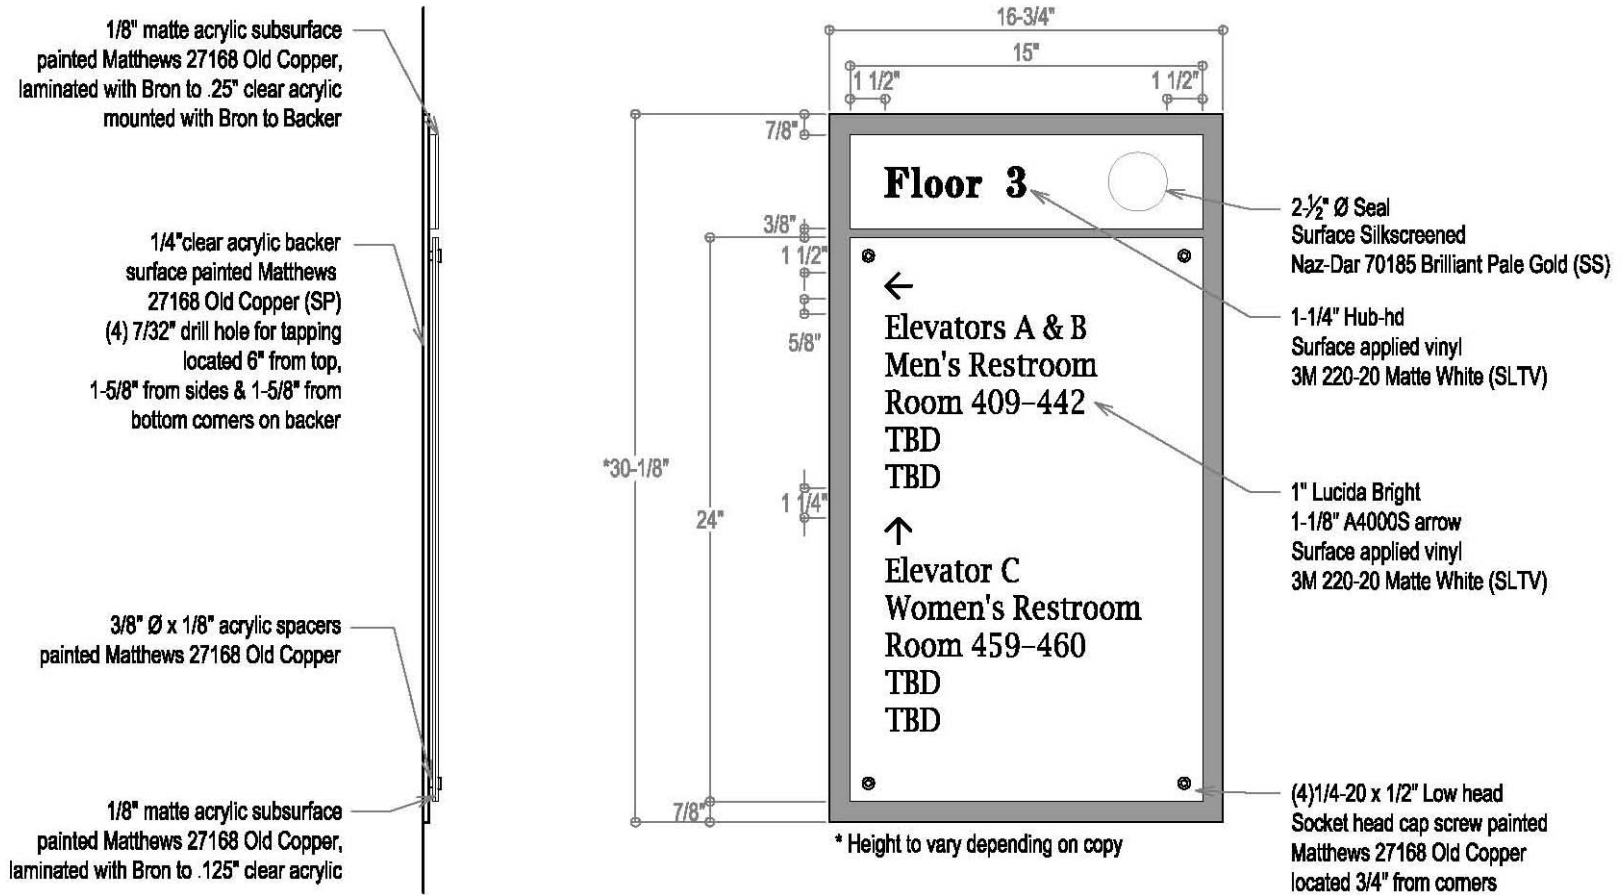 1/8" matte acrylic subsurface
painted Matthews 27168 Old Copper,
laminated with Bron to .25" clear acrylic
mounted with Bron to Backer
1/4"clear acrylic backer
surface painted Matthews
27168 Old Copper (SP)
(4) 7/32" drill hole for tapping
located 6" from top,
1-5/8" from sides & 1-5/8" from
bottom corners on backer
3/8" Ø x 1/8" acrylic spacers
painted Matthews 27168 Old Copper
1/8" matte acrylic subsurface
painted Matthews 27168 Old Copper,
laminated with Bron to .125" clear acrylic
16-3/4"
15"
1 1/2"
1 1/2"
7/8"
3/8"
1 1/2"
5/8"
*30-1/8"
24"
1 1/4"
7/8"
Floor 3
←
Elevators A & B
Men's Restroom
Room 409–442
TBD
TBD
↑
Elevator C
Women's Restroom
Room 459–460
TBD
TBD
* Height to vary depending on copy
2-½" Ø Seal
Surface Silkscreened
Naz-Dar 70185 Brilliant Pale Gold (SS)
1-1/4" Hub-hd
Surface applied vinyl
3M 220-20 Matte White (SLTV)
1" Lucida Bright
1-1/8" A4000S arrow
Surface applied vinyl
3M 220-20 Matte White (SLTV)
(4)1/4-20 x 1/2" Low head
Socket head cap screw painted
Matthews 27168 Old Copper
located 3/4" from corners